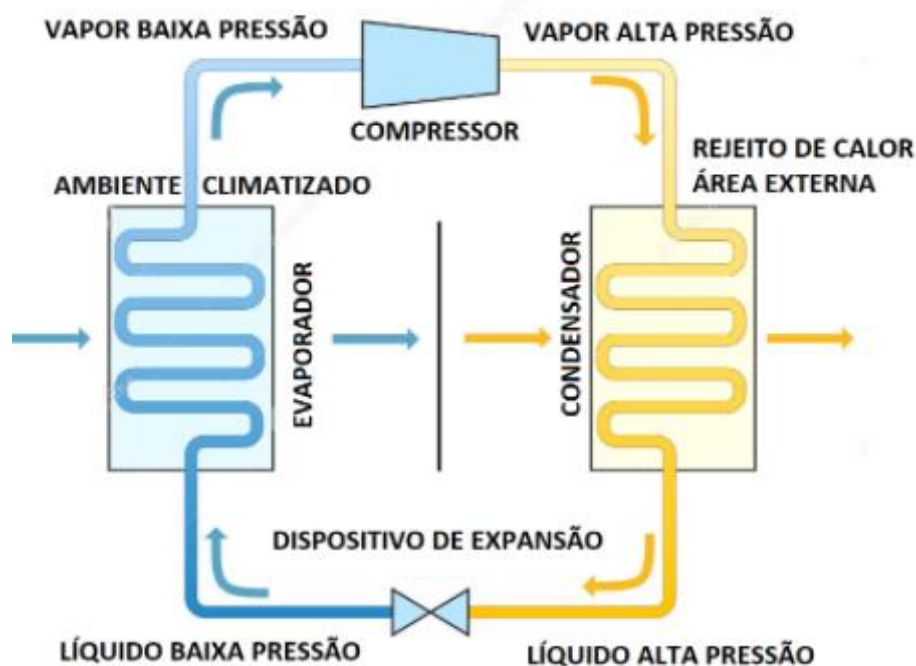 VAPOR BAIXA PRESSÃO
VAPOR ALTA PRESSÃO
COMPRESSOR
REJEITO DE CALOR
ÁREA EXTERNA
AMBIENTE CLIMATIZADO
EVAPORADOR
CONDENSADOR
DISPOSITIVO DE EXPANSÃO
LÍQUIDO BAIXA PRESSÃO
LÍQUIDO ALTA PRESSÃO